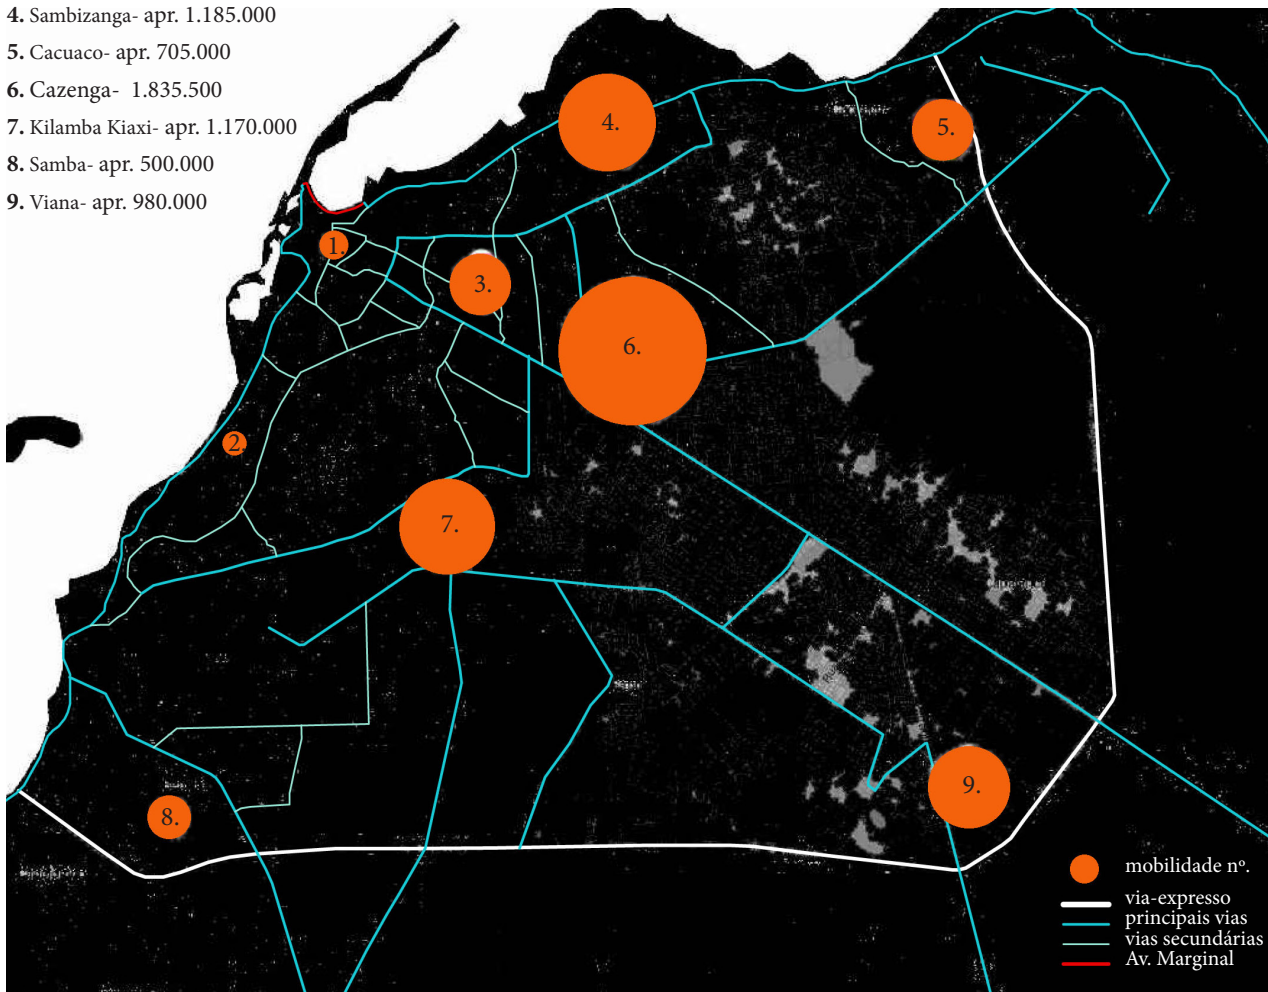 4. Sambizanga- apr. 1.185.000
5. Cacuaco- apr. 705.000
6. Cazenga- 1.835.500
7. Kilamba Kiaxi- apr. 1.170.000
8. Samba- apr. 500.000
9. Viana- apr. 980.000
4.
5.
1.
3.
6.
2.
7.
9.
8.
mobilidade nº.
via-expresso
principais vias
vias secundárias
Av. Marginal